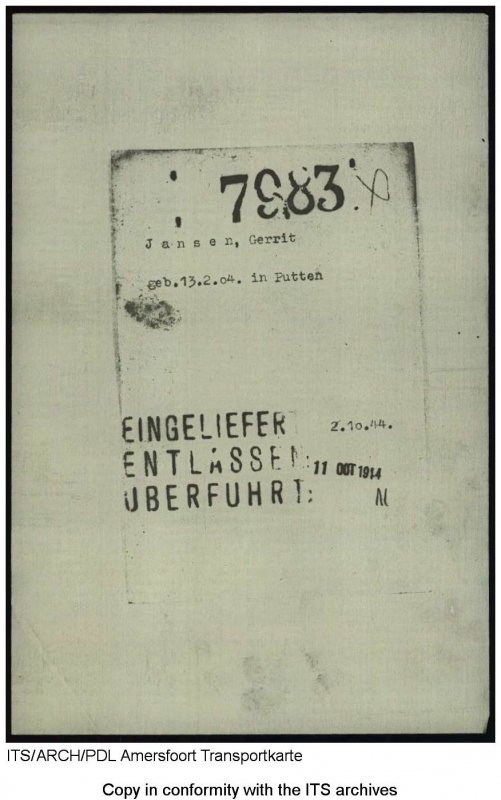 7983.
J a n s e n, Gerrit
geb.13.2.04. in Putten
EINGELIEFER 2.10.44.
ENTLASSEN: 11 OCT 1944
ÜBERFUHRT: N
ITS/ARCH/PDL Amersfoort Transportkarte
Copy in conformity with the ITS archives